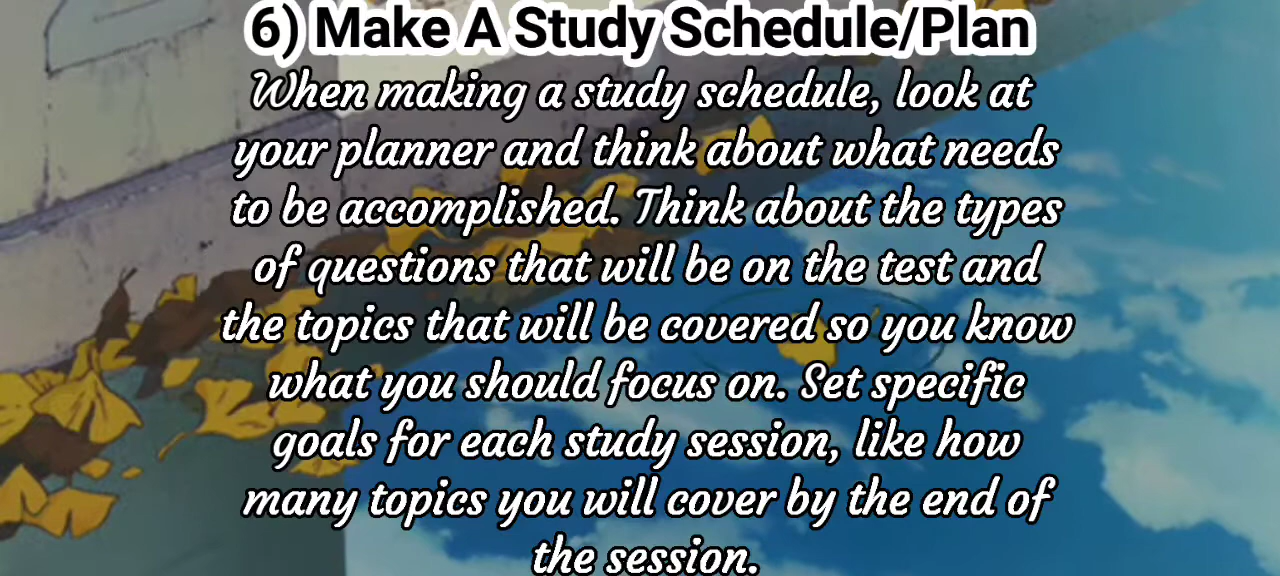 6) Make A Study Schedule/Plan
When making a study schedule, look at
your planner and think about what needs
to be accomplished. Think about the types
of questions that will be on the test and
the topics that will be covered so you know
what you should focus on. Set specific
goals for each study session, like how
many topics you will cover by the end of
the session.